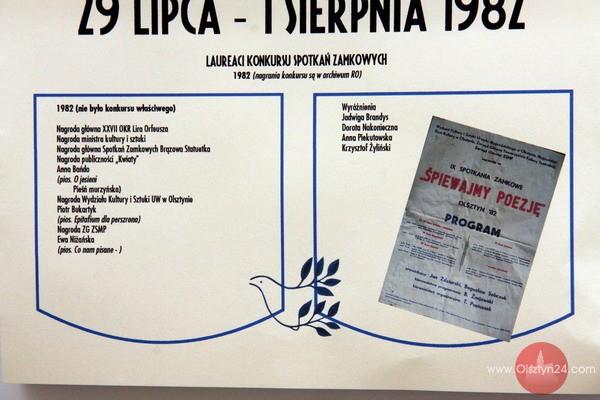 29 LIPCA - 1 SIERPNIA 1982
LAUREACI KONKURSU SPOTKAŃ ZAMKOWYCH
1982 (nagrania konkursu są w archiwum RO)
1982 (nie było konkursu właściwego)
Nagroda główna XXVII OKR Lira Orfeusza
Nagroda ministra kultury i sztuki
Nagroda główna Spotkań Zamkowych Brązowa Statuetka
Nagroda publiczności „Kwiaty"
Anna Bańdo
(pios. O jesieni
Pieśń murzyńska)
Nagroda Wydziału Kultury i Sztuki UW w Olsztynie
Piotr Bukartyk
(pios. Epitafium dla perszrona)
Nagroda ZG ZSMP
Ewa Niżańska
(pios. Co nam pisane - )
Wyróżnienia
Jadwiga Brandys
Dorota Nakonieczna
Anna Piekutowska
Krzysztof Żyliński
IX SPOTKANIA ZAMKOWE
„ŚPIEWAJMY POEZJĘ"
OLSZTYN '82
PROGRAM
www.Olsztyn24.com